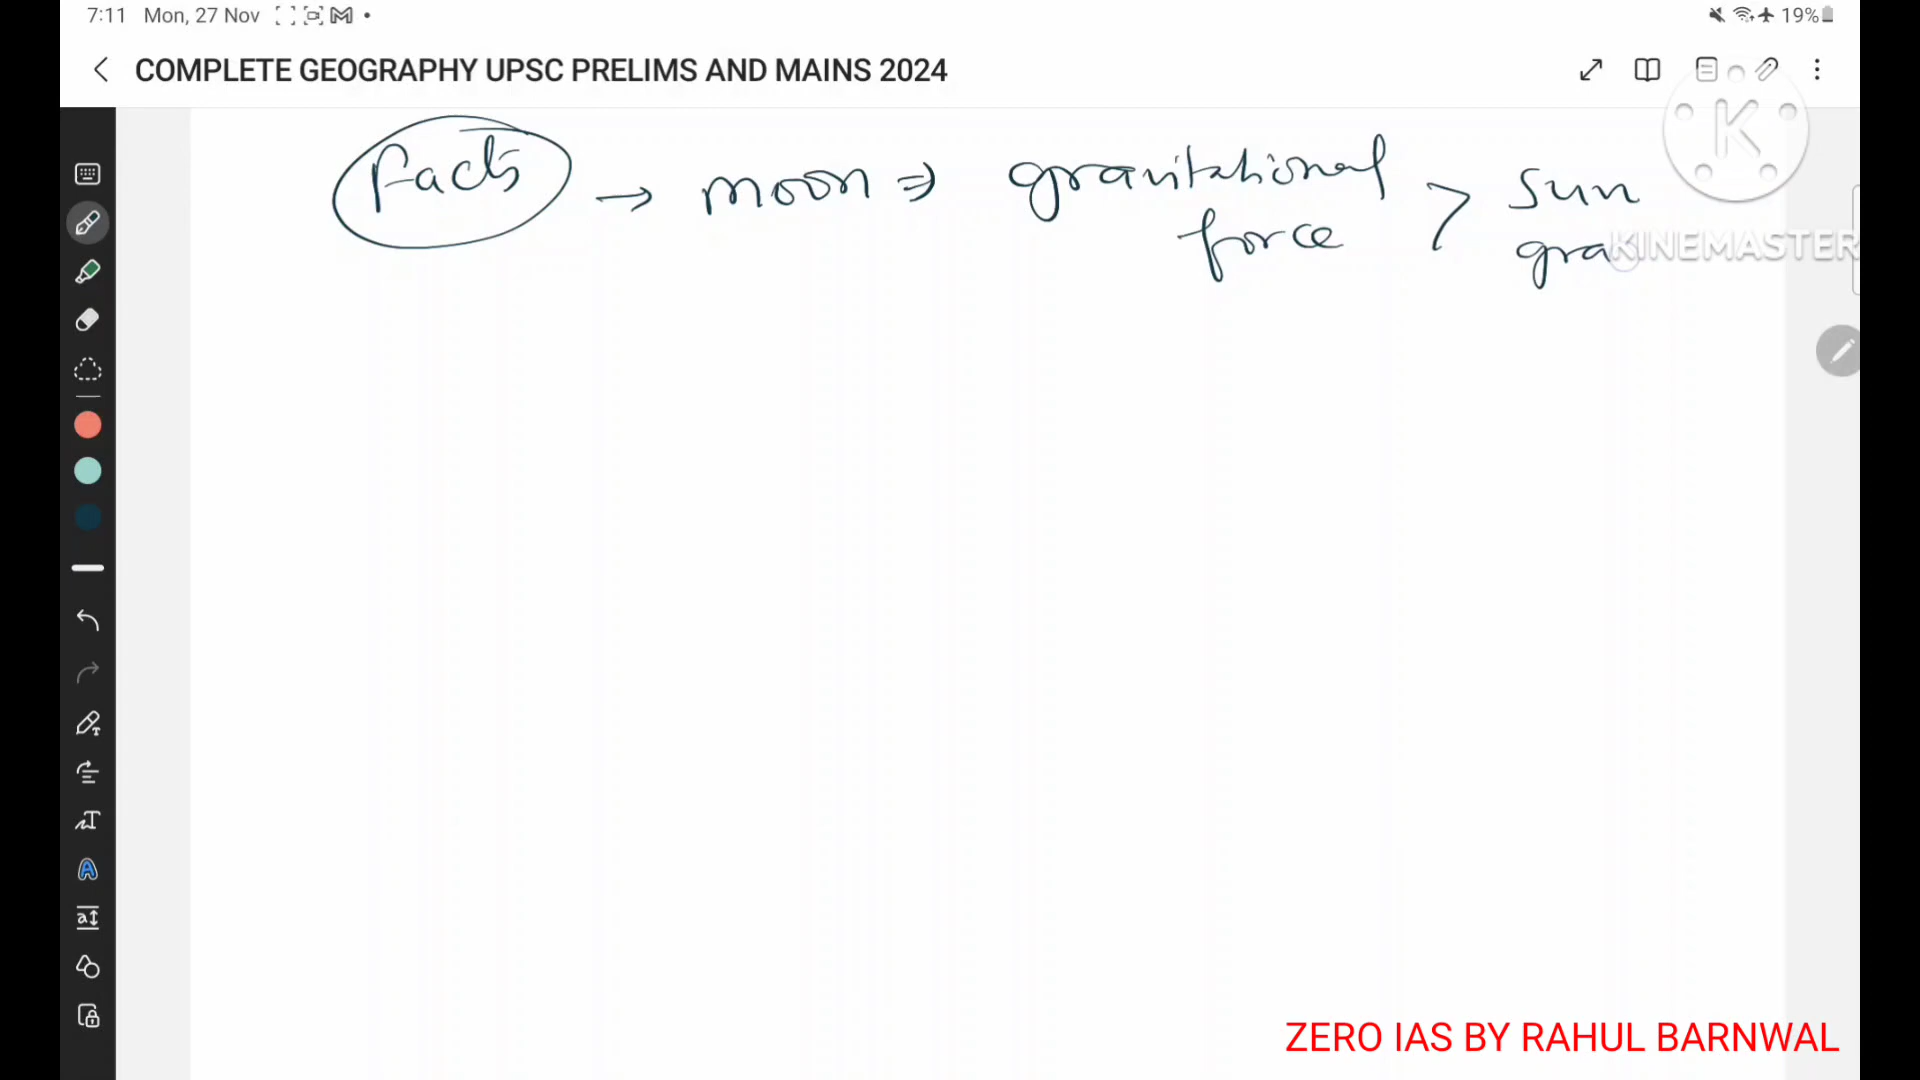 7:11 Mon, 27 Nov 19%
COMPLETE GEOGRAPHY UPSC PRELIMS AND MAINS 2024
K
facts → moon ⇒ gravitational force > sun gra
KINEMASTER
ZERO IAS BY RAHUL BARNWAL